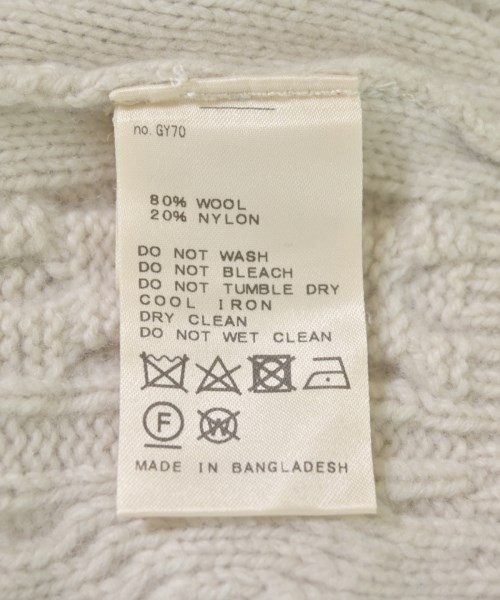 no. GY70
80% WOOL
20% NYLON
DO NOT WASH
DO NOT BLEACH
DO NOT TUMBLE DRY
COOL IRON
DRY CLEAN
DO NOT WET CLEAN
F W
MADE IN BANGLADESH